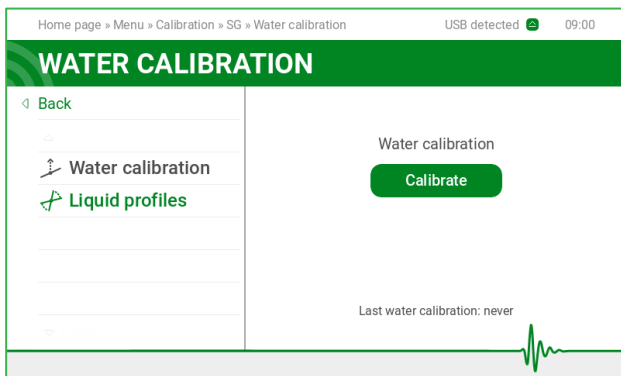 Home page » Menu » Calibration » SG » Water calibration USB detected 09:00
WATER CALIBRATION
Back
Water calibration
Liquid profiles
Water calibration
Calibrate
Last water calibration: never